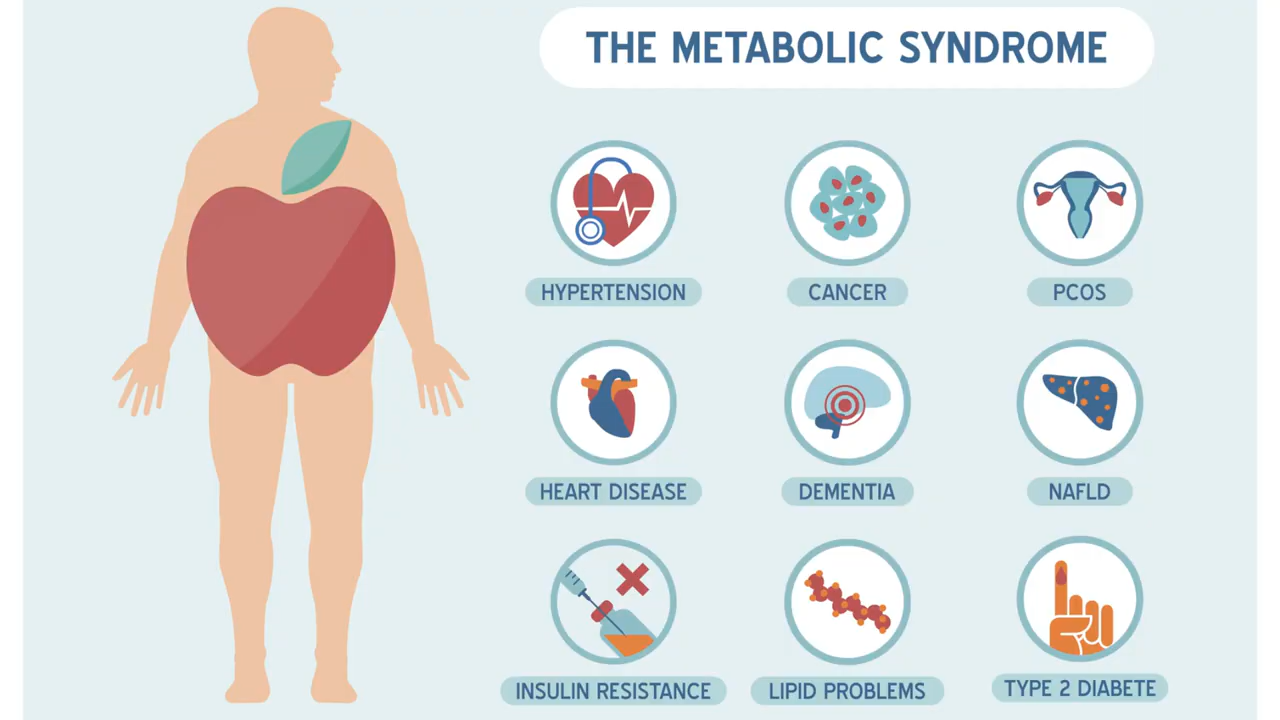 THE METABOLIC SYNDROME
HYPERTENSION
CANCER
PCOS
HEART DISEASE
DEMENTIA
NAFLD
INSULIN RESISTANCE
LIPID PROBLEMS
TYPE 2 DIABETE